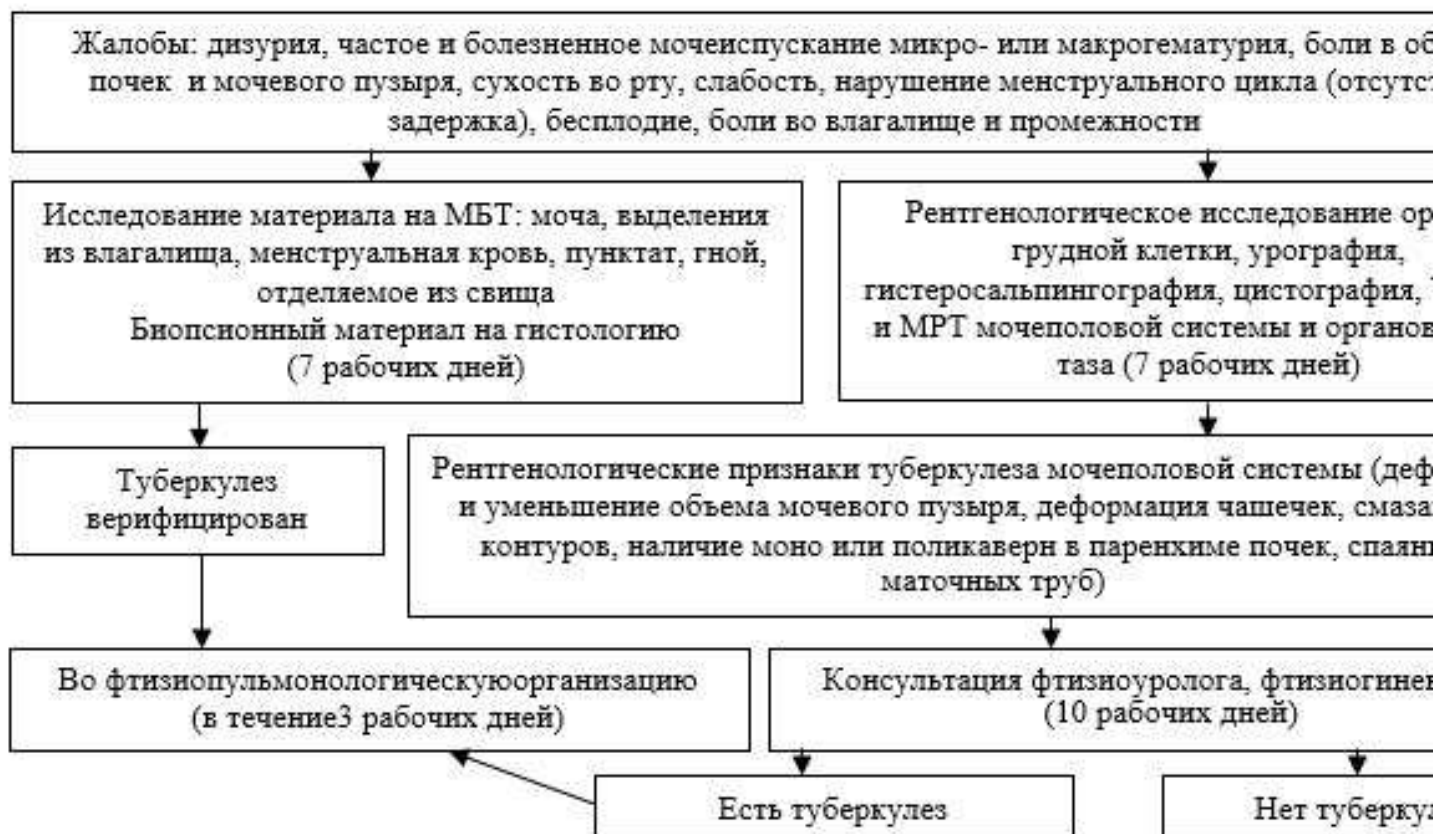 Жалобы: дизурия, частое и болезненное мочеиспускание микро- или макрогематурия, боли в об
почек и мочевого пузыря, сухость во рту, слабость, нарушение менструального цикла (отсутст
задержка), бесплодие, боли во влагалище и промежности
Исследование материала на МБТ: моча, выделения
из влагалища, менструальная кровь, пунктат, гной,
отделяемое из свища
Биопсионный материал на гистологию
(7 рабочих дней)
Рентгенологическое исследование ор
грудной клетки, урография,
гистеросальпингография, цистография,
и МРТ мочеполовой системы и органов
таза (7 рабочих дней)
Туберкулез
верифицирован
Рентгенологические признаки туберкулеза мочеполовой системы (деф
и уменьшение объема мочевого пузыря, деформация чашечек, смаза
контуров, наличие моно или поликаверн в паренхиме почек, спаян
маточных труб)
Во фтизиопульмонологическуюорганизацию
(в течение3 рабочих дней)
Консультация фтизиоуролога, фтизиогинек
(10 рабочих дней)
Есть туберкулез
Нет туберкул